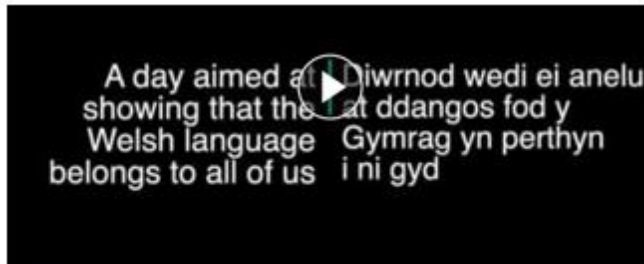 A day aimed at
showing that the
Welsh language
belongs to all of us
Diwrnod wedi ei anelu
at ddangos fod y
Gymrag yn perthyn
i ni gyd